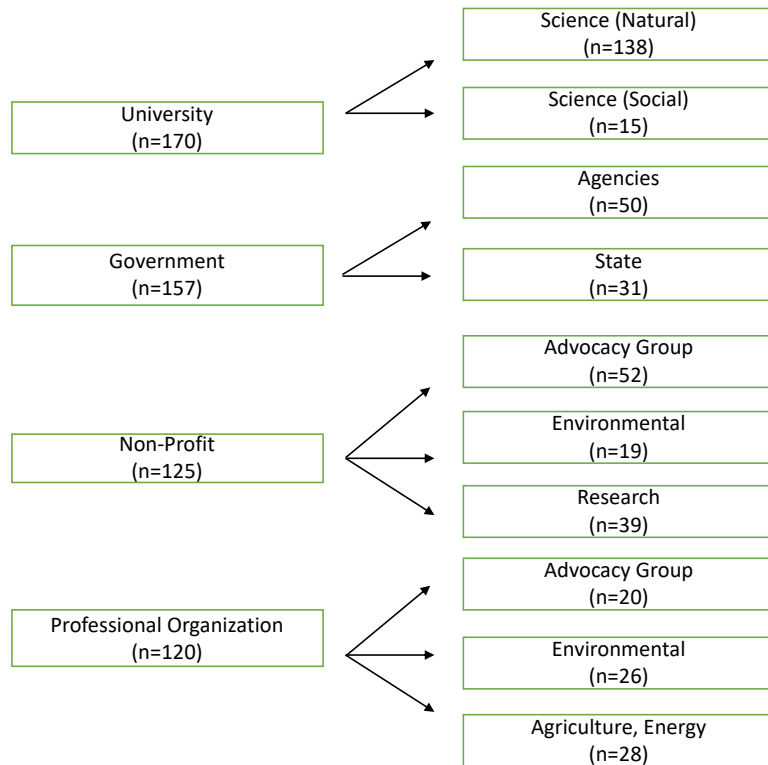 University
(n=170)
Science (Natural)
(n=138)
Science (Social)
(n=15)
Government
(n=157)
Agencies
(n=50)
State
(n=31)
Non-Profit
(n=125)
Advocacy Group
(n=52)
Environmental
(n=19)
Research
(n=39)
Professional Organization
(n=120)
Advocacy Group
(n=20)
Environmental
(n=26)
Agriculture, Energy
(n=28)